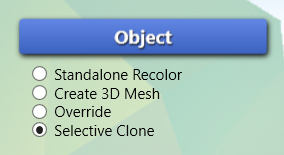 Object
Standalone Recolor
Create 3D Mesh
Override
Selective Clone